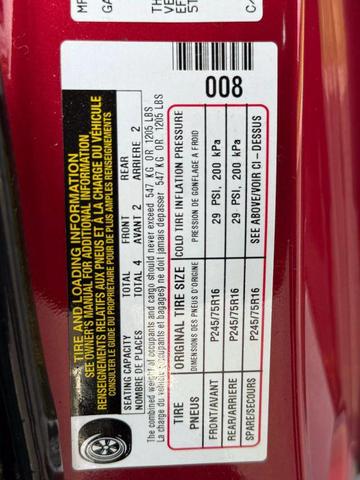 TIRE AND LOADING INFORMATION
SEE OWNER'S MANUAL FOR ADDITIONAL INFORMATION
RENSEIGNEMENTS RELATIFS AUX PNEUS ET À LA CHARGE DU VÉHICULE
CONSULTER LE GUIDE DU PROPRIÉTAIRE POUR DE PLUS AMPLES RENSEIGNEMENTS
SEATING CAPACITY TOTAL 4 FRONT 2 REAR 2
NOMBRE DE PLACES TOTAL AVANT ARRIÈRE
The combined weight of occupants and cargo should never exceed 547 KG OR 1205 LBS
La charge du véhicule (occupants et bagages) ne doit jamais dépasser 547 KG OR 1205 LBS
TIRE ORIGINAL TIRE SIZE COLD TIRE INFLATION PRESSURE
PNEUS DIMENSIONS DES PNEUS D'ORIGINE PRESSION DE GONFLAGE A FROID
FRONT/AVANT P245/75R16 29 PSI, 200 kPa
REAR/ARRIERE P245/75R16 29 PSI, 200 kPa
SPARE/SECOURS P245/75R16 SEE ABOVE/VOIR CI-DESSUS
008